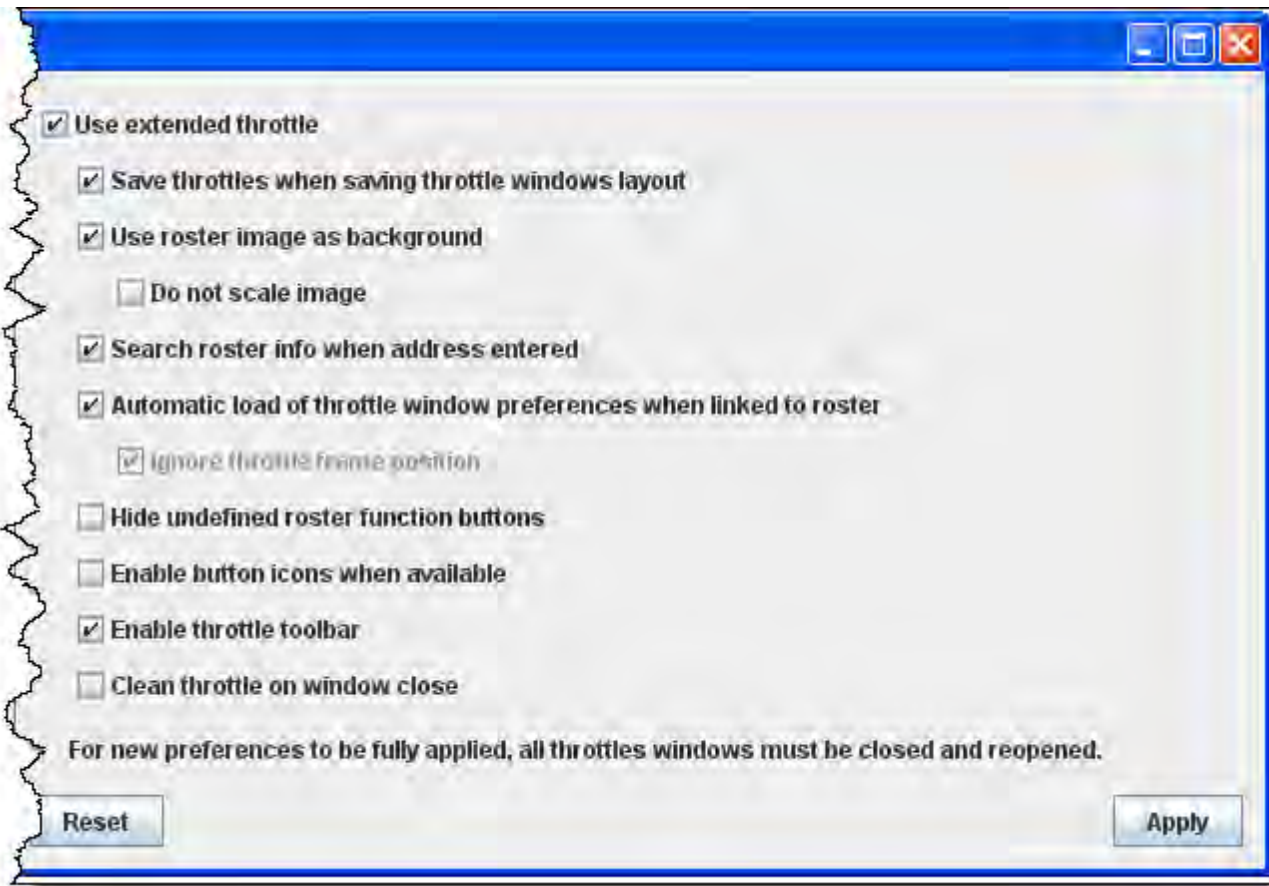 Use extended throttle
Save throttles when saving throttle windows layout
Use roster image as background
Do not scale image
Search roster info when address entered
Automatic load of throttle window preferences when linked to roster
Ignore throttle frame position
Hide undefined roster function buttons
Enable button icons when available
Enable throttle toolbar
Clean throttle on window close
For new preferences to be fully applied, all throttles windows must be closed and reopened.
Reset
Apply